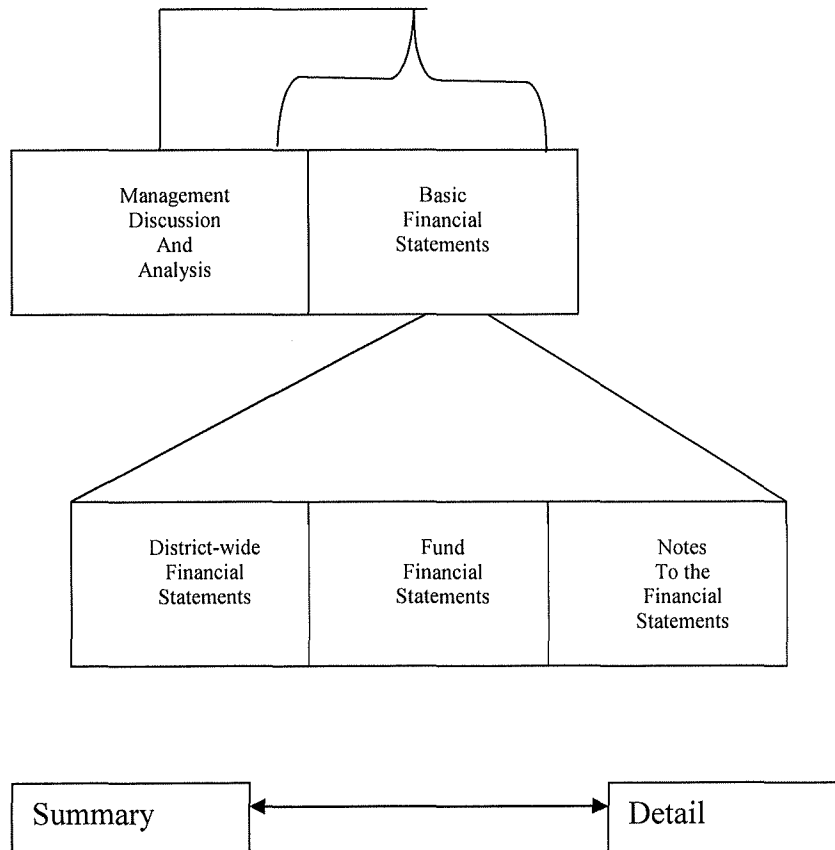 Management
Discussion
And
Analysis
Basic
Financial
Statements
District-wide
Financial
Statements
Fund
Financial
Statements
Notes
To the
Financial
Statements
Summary
Detail